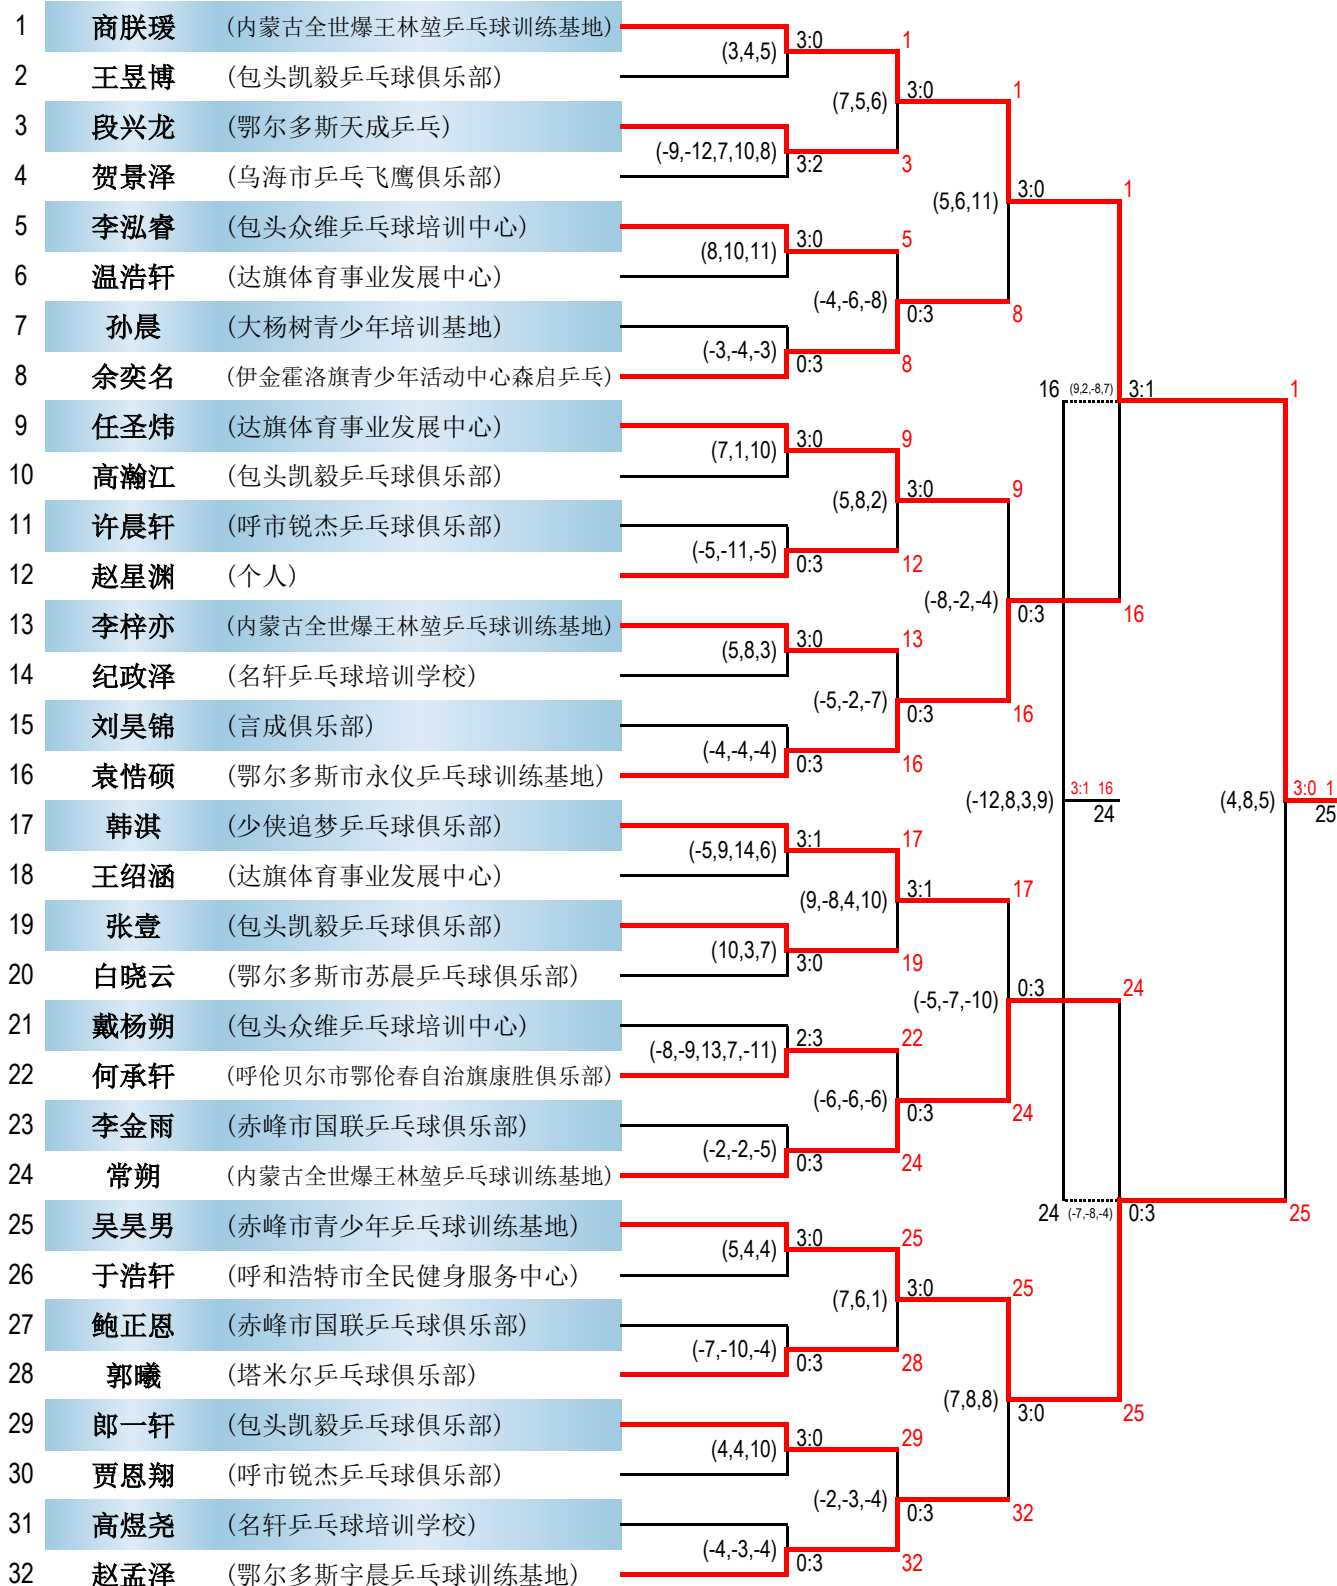 1 商朕瑗 (内蒙古全世爆王林堃乒乓球训练基地)
(3,4,5) 3:0 1
2 王昱博 (包头凯毅乒乓球俱乐部)
(7,5,6) 3:0 1
3 段兴龙 (鄂尔多斯天成乒乓)
(-9,-12,7,10,8) 3:2 3
4 贺景泽 (乌海市乒乓飞鹰俱乐部)
(5,6,11) 3:0 1
5 李泓睿 (包头众维乒乓球培训中心)
(8,10,11) 3:0 5
6 温浩轩 (达旗体育事业发展中心)
(-4,-6,-8) 0:3 8
7 孙晨 (大杨树青少年培训基地)
(-3,-4,-3) 0:3 8
8 余奕名 (伊金霍洛旗青少年活动中心森启乒乓)
16 (9,2,-8,7) 3:1 1
9 任圣炜 (达旗体育事业发展中心)
(7,1,10) 3:0 9
10 高瀚江 (包头凯毅乒乓球俱乐部)
(5,8,2) 3:0 9
11 许晨轩 (呼市锐杰乒乓球俱乐部)
(-5,-11,-5) 0:3 12
12 赵星渊 (个人)
(-8,-2,-4) 0:3 16
13 李梓亦 (内蒙古全世爆王林堃乒乓球训练基地)
(5,8,3) 3:0 13
14 纪政泽 (名轩乒乓球培训学校)
(-5,-2,-7) 0:3 16
15 刘昊锦 (言成俱乐部)
(-4,-4,-4) 0:3 16
16 袁悎硕 (鄂尔多斯市永仪乒乓球训练基地)
(-12,8,3,9) 3:1 16
24
(4,8,5) 3:0 1
25
17 韩淇 (少侠追梦乒乓球俱乐部)
(-5,9,14,6) 3:1 17
18 王绍涵 (达旗体育事业发展中心)
(9,-8,4,10) 3:1 17
19 张壹 (包头凯毅乒乓球俱乐部)
(10,3,7) 3:0 19
20 白晓云 (鄂尔多斯市苏晨乒乓球俱乐部)
(-5,-7,-10) 0:3 24
21 戴杨朔 (包头众维乒乓球培训中心)
(-8,-9,13,7,-11) 2:3 22
22 何承轩 (呼伦贝尔市鄂伦春自治旗康胜俱乐部)
(-6,-6,-6) 0:3 24
23 李金雨 (赤峰市国联乒乓球俱乐部)
(-2,-2,-5) 0:3 24
24 常朔 (内蒙古全世爆王林堃乒乓球训练基地)
24 (-7,-8,-4) 0:3 25
25 吴昊男 (赤峰市青少年乒乓球训练基地)
(5,4,4) 3:0 25
26 于浩轩 (呼和浩特市全民健身服务中心)
(7,6,1) 3:0 25
27 鲍正恩 (赤峰市国联乒乓球俱乐部)
(-7,-10,-4) 0:3 28
28 郭曦 (塔米尔乒乓球俱乐部)
(7,8,8) 3:0 25
29 郎一轩 (包头凯毅乒乓球俱乐部)
(4,4,10) 3:0 29
30 贾恩翔 (呼市锐杰乒乓球俱乐部)
(-2,-3,-4) 0:3 32
31 高煜尧 (名轩乒乓球培训学校)
(-4,-3,-4) 0:3 32
32 赵孟泽 (鄂尔多斯宇晨乒乓球训练基地)